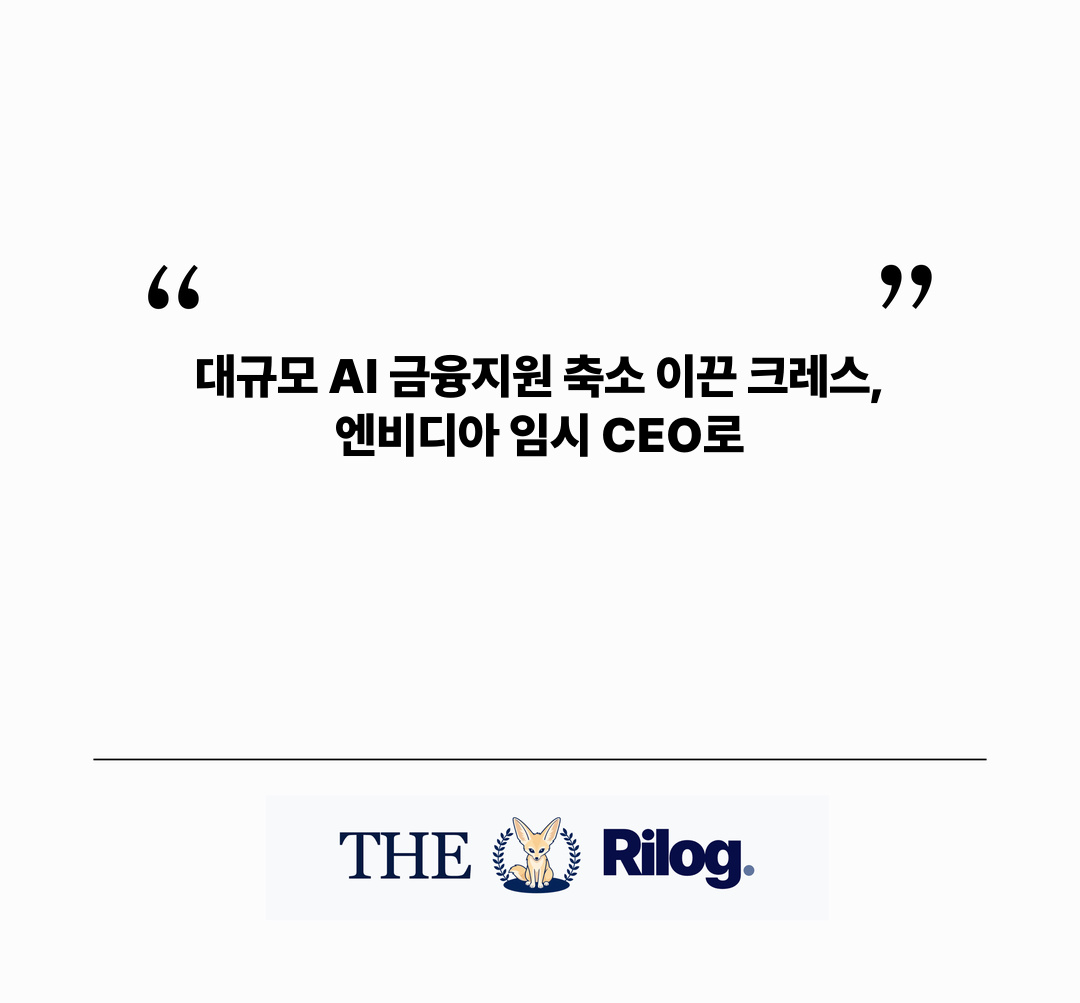 “ ”
대규모 AI 금융지원 축소 이끈 크레스,
엔비디아 임시 CEO로
THE Rilog.